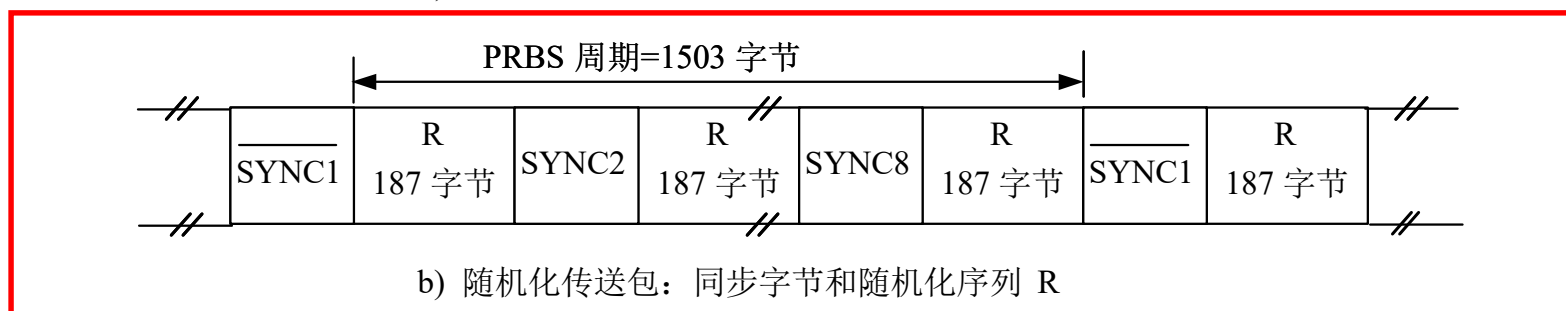 PRBS 周期=1503 字节
R R R R
SYNC1 SYNC2 SYNC8 SYNC1
187 字节 187 字节 187 字节 187 字节
b) 随机化传送包：同步字节和随机化序列 R